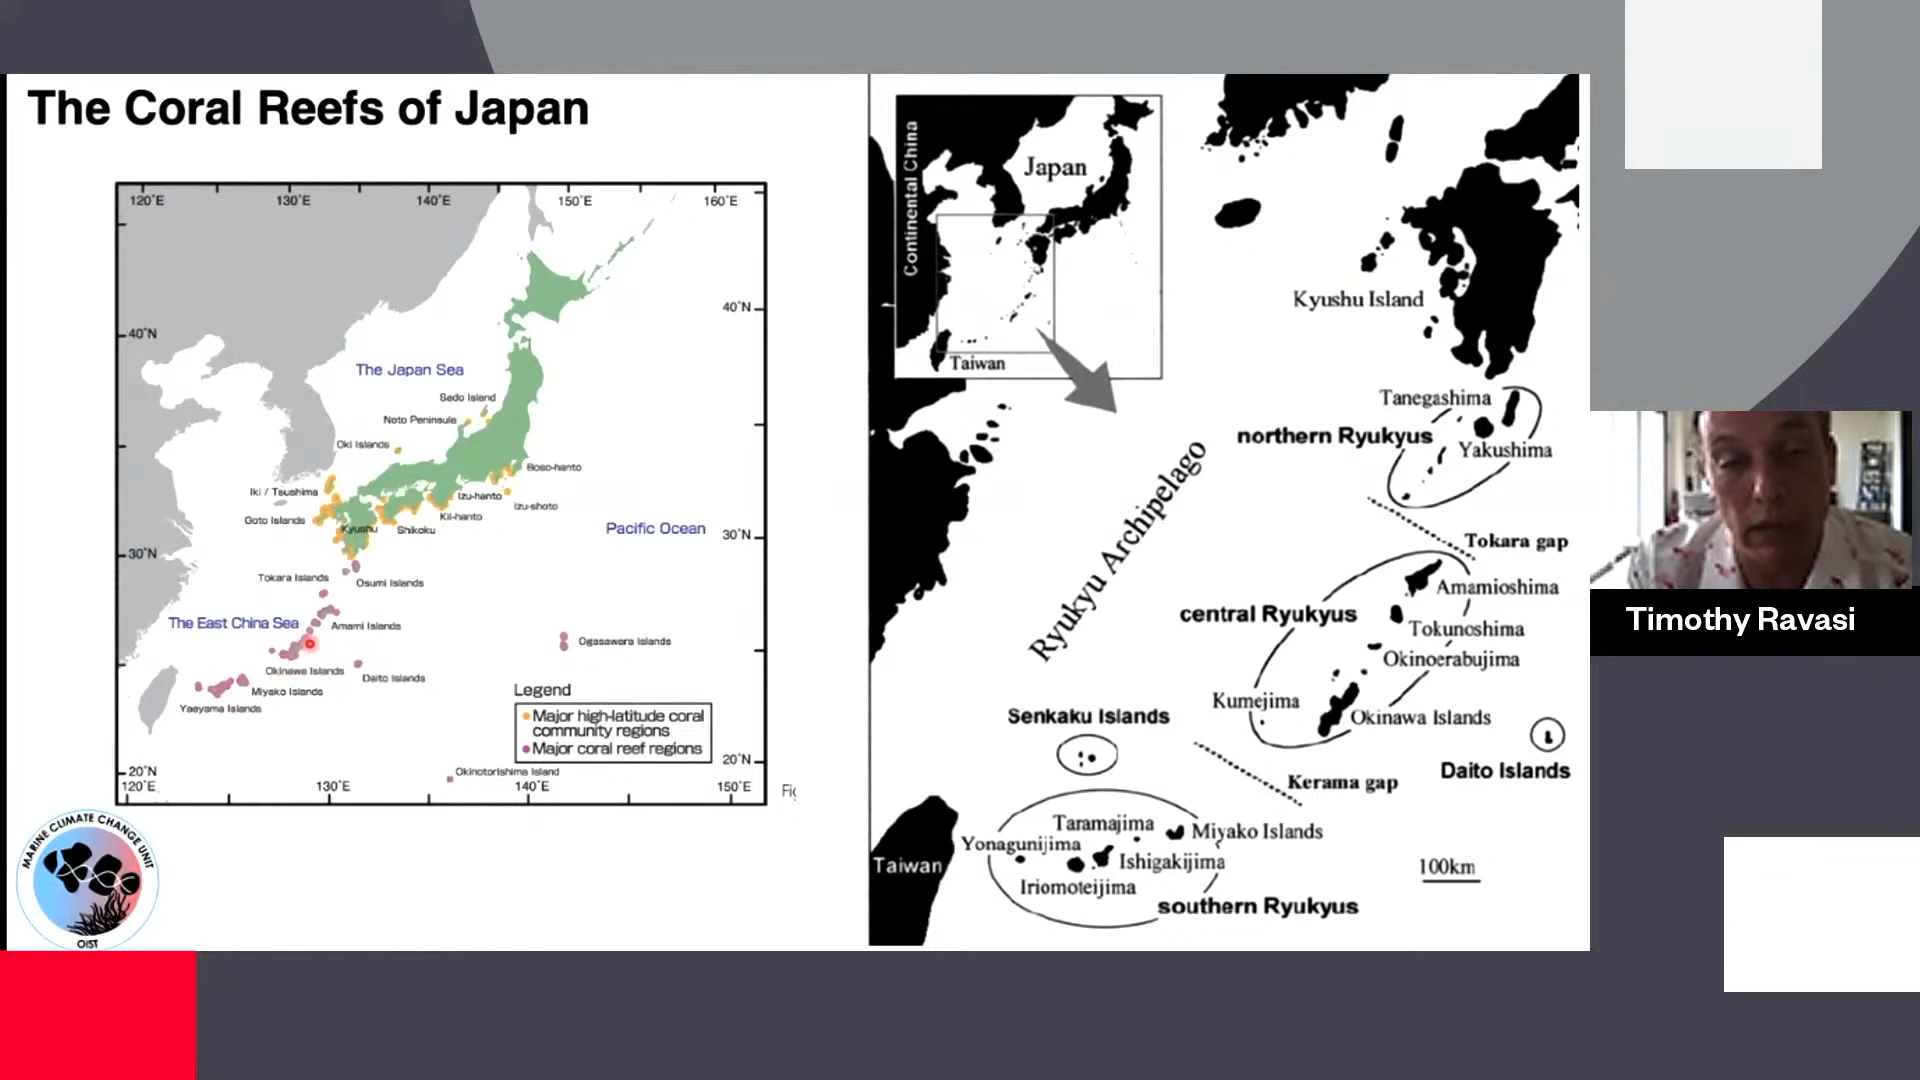 The Coral Reefs of Japan
120°E
130°E
140°E
150°E
160°E
40°N
40°N
The Japan Sea
Sado Island
Noto Peninsula
Oki Islands
Boso-hanto
Iki / Tsushima
Izu-hanto
Izu-shoto
Goto Islands
Kii-hanto
Kyushu
Shikoku
Pacific Ocean
30°N
30°N
Tokara Islands
Osumi Islands
The East China Sea
Amami Islands
Ogasawara Islands
Okinawa Islands
Daito Islands
Miyako Islands
Yaeyama Islands
Legend
Major high-latitude coral
community regions
Major coral reef regions
20°N
20°N
Okinotorishima Island
120°E
130°E
140°E
150°E
Fig
MARINE CLIMATE CHANGE UNIT
OIST
Continental China
Japan
Taiwan
Kyushu Island
Tanegashima
northern Ryukyus
Yakushima
Ryukyu Archipelago
Tokara gap
Amamioshima
central Ryukyus
Tokunoshima
Okinoerabujima
Kumejima
Okinawa Islands
Senkaku Islands
Kerama gap
Daito Islands
Taramajima
Miyako Islands
Yonagunijima
Ishigakijima
Taiwan
Iriomoteijima
southern Ryukyus
100km
Timothy Ravasi